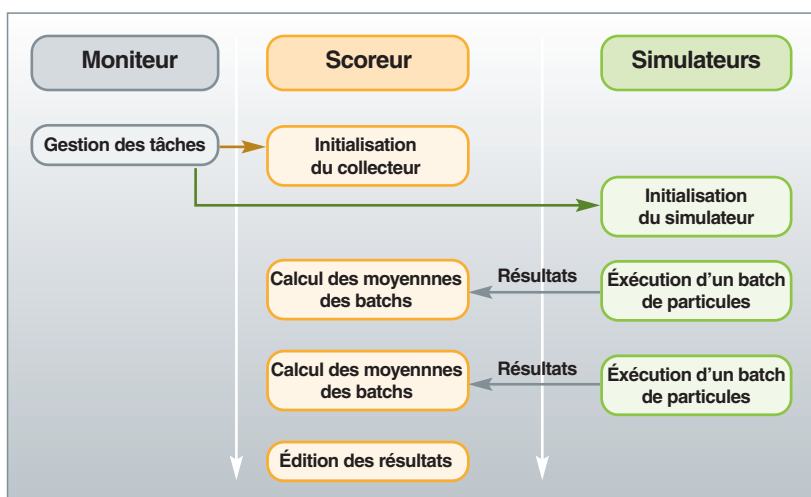 Moniteur
Scoreur
Simulateurs
Gestion des tâches
Initialisation
du collecteur
Initialisation
du simulateur
Calcul des moyennnes
des batchs
Résultats
Éxécution d'un batch
de particules
Calcul des moyennnes
des batchs
Résultats
Éxécution d'un batch
de particules
Édition des résultats